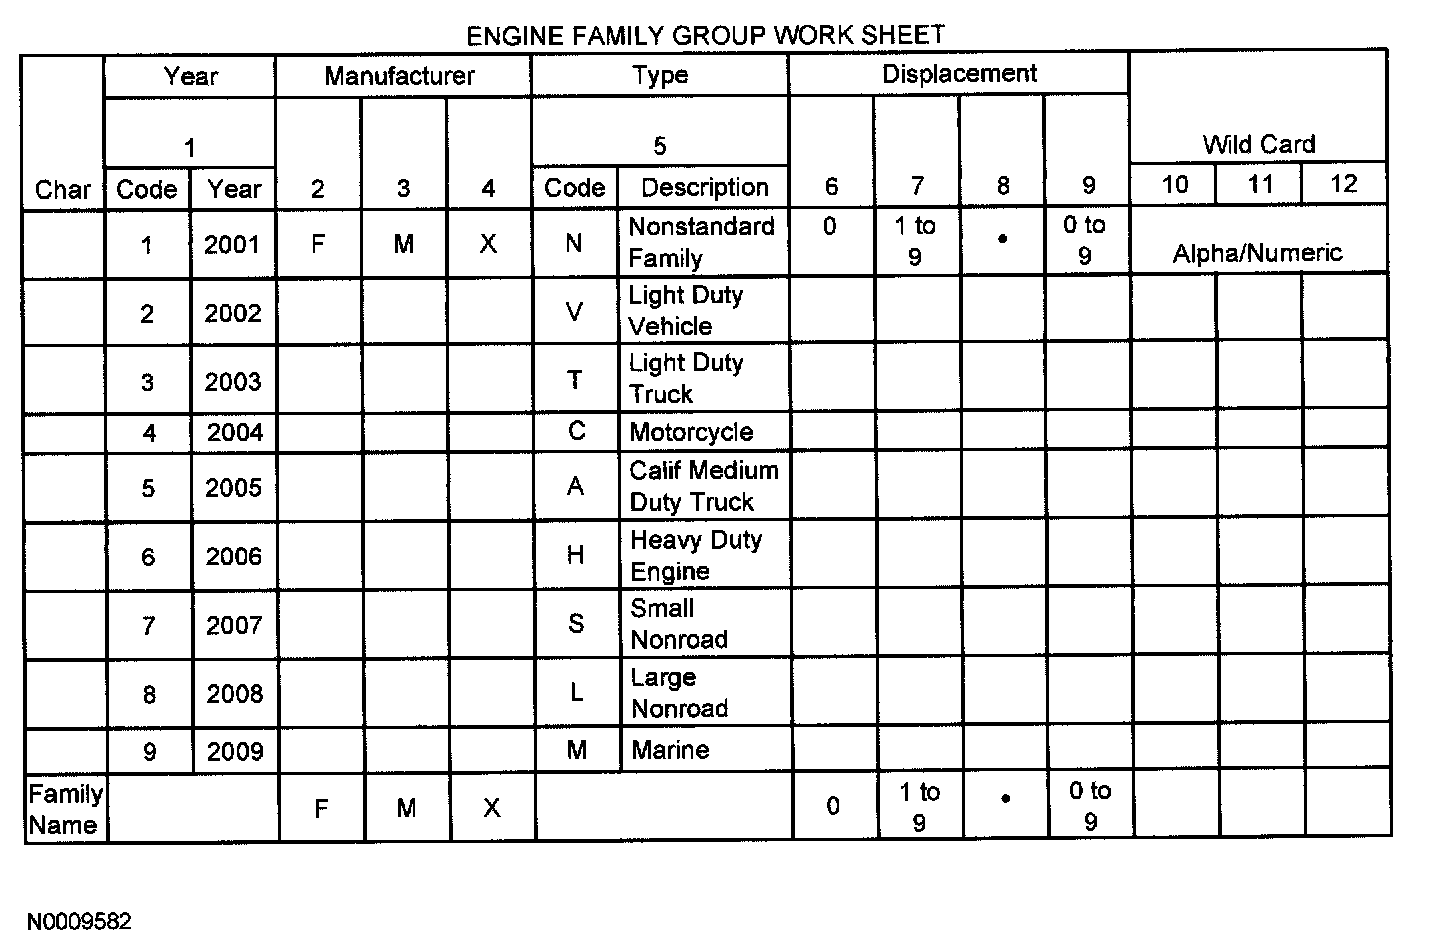 ENGINE FAMILY GROUP WORK SHEET
Year Manufacturer Type Displacement
1 5 Wild Card
Char Code Year 2 3 4 Code Description 6 7 8 9 10 11 12
1 2001 F M X N Nonstandard Family 0 1 to 9 • 0 to 9 Alpha/Numeric
2 2002 V Light Duty Vehicle
3 2003 T Light Duty Truck
4 2004 C Motorcycle
5 2005 A Calif Medium Duty Truck
6 2006 H Heavy Duty Engine
7 2007 S Small Nonroad
8 2008 L Large Nonroad
9 2009 M Marine
Family Name F M X 0 1 to 9 • 0 to 9
N0009582